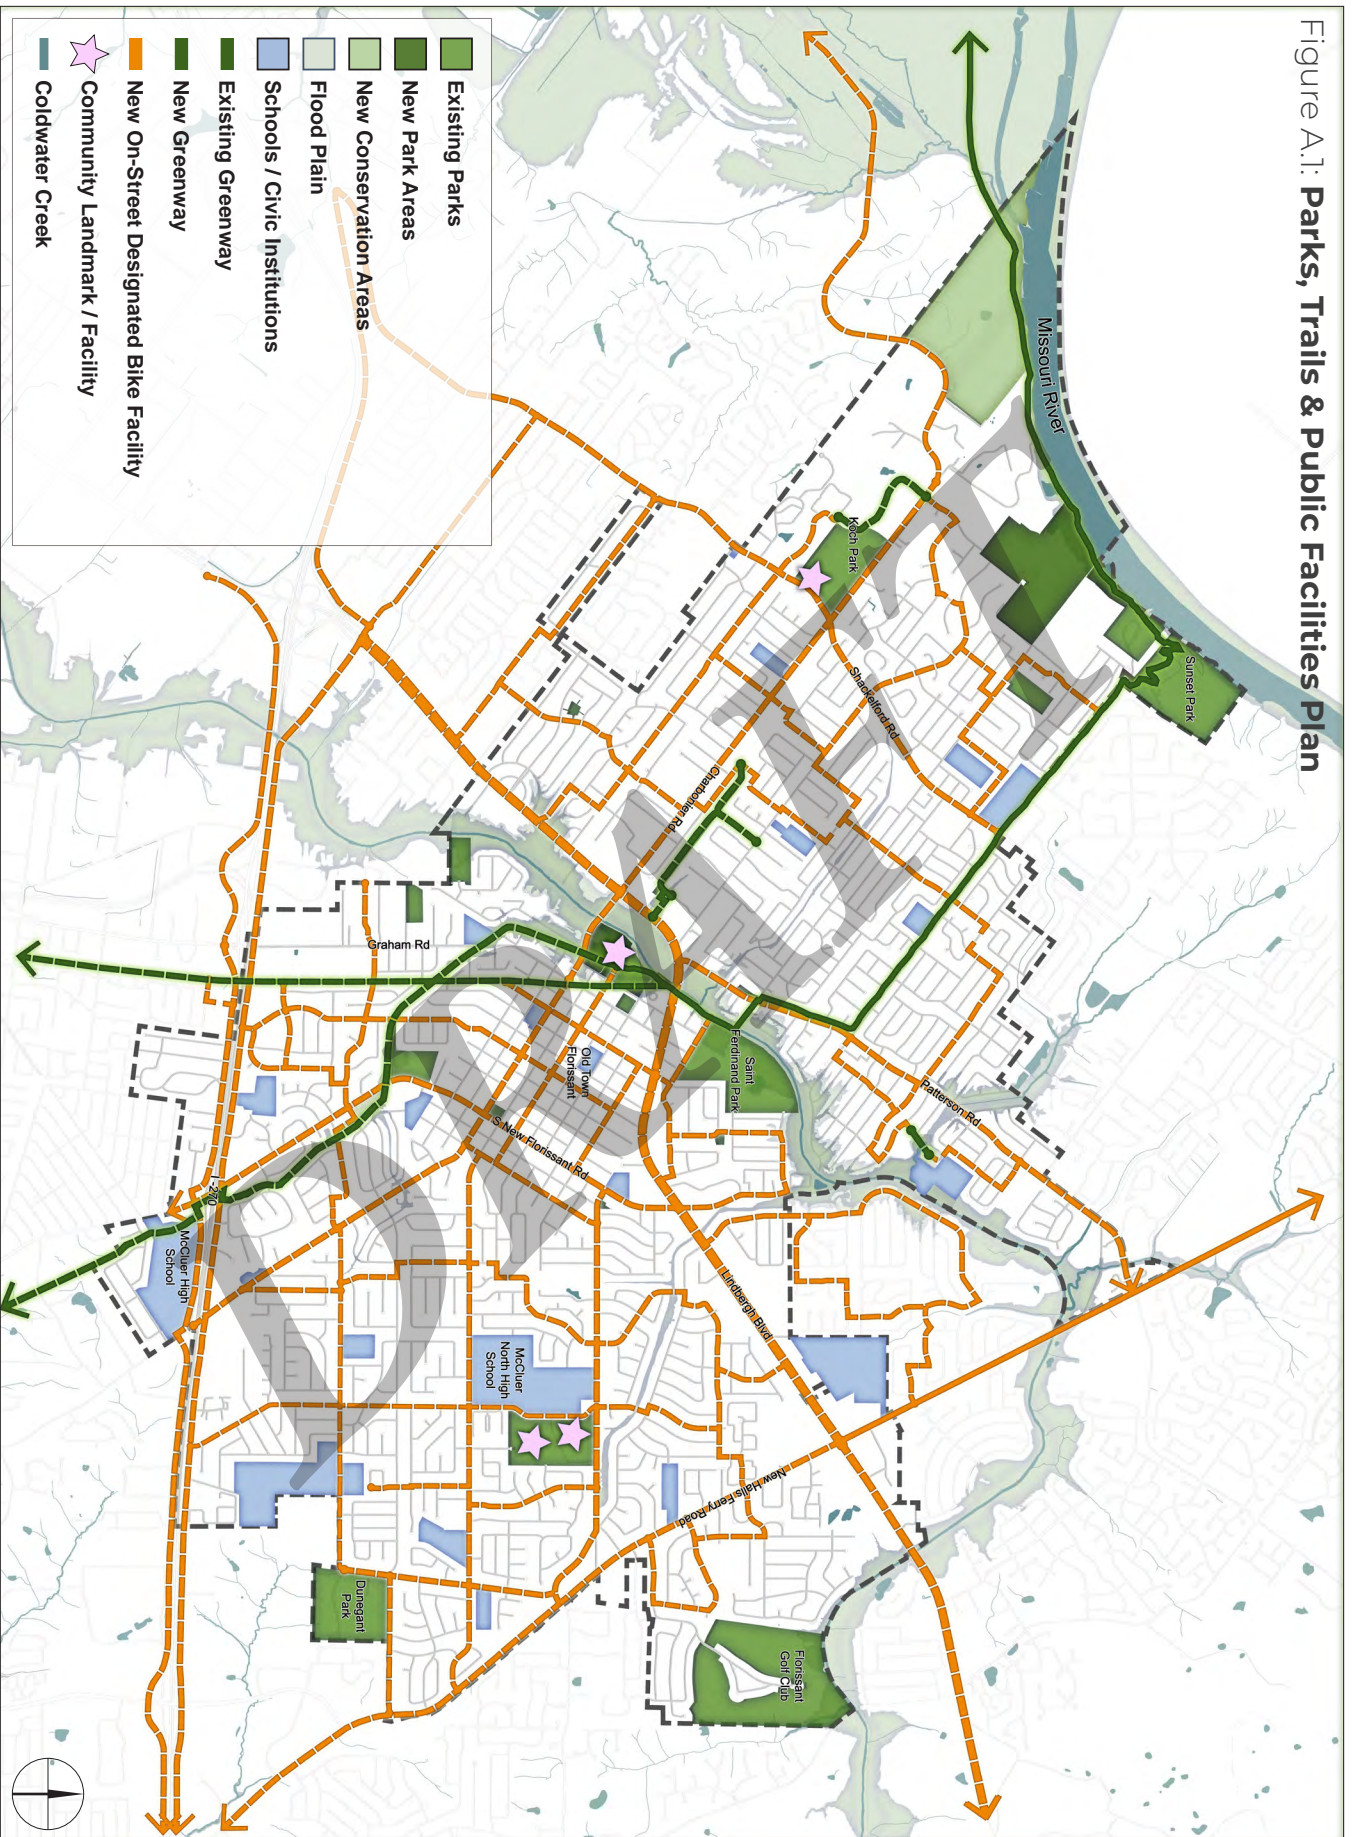 Figure A.1: Parks, Trails & Public Facilities Plan
Existing Parks
New Park Areas
New Conservation Areas
Flood Plain
Schools / Civic Institutions
Existing Greenway
New Greenway
New On-Street Designated Bike Facility
Community Landmark / Facility
Coldwater Creek
DRAFT
Missouri River
Sunset Park
Koch Park
Shackelford Rd
Charbonier Rd
Patterson Rd
Saint
Ferdinand Park
Graham Rd
Old Town
Florissant
S New Florissant Rd
Lindbergh Blvd
I-270
McCluer High
School
McCluer
North High
School
New Halls Ferry Road
Dunegant
Park
Florissant
Golf Club